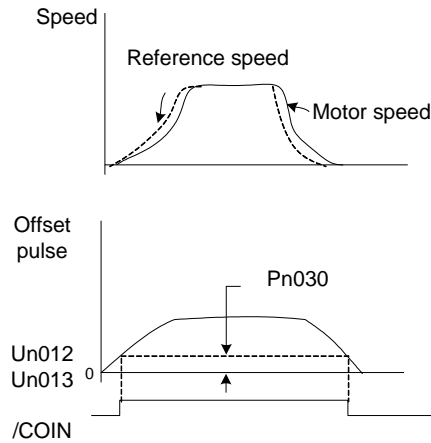 Speed
Reference speed
Motor speed
Offset
pulse
Pn030
Un012
Un013
0
/COIN